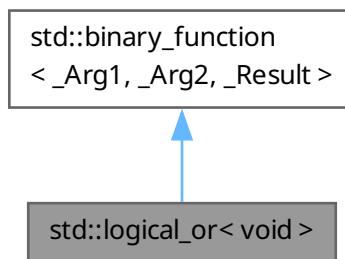 std::binary_function
< _Arg1, _Arg2, _Result >
std::logical_or< void >